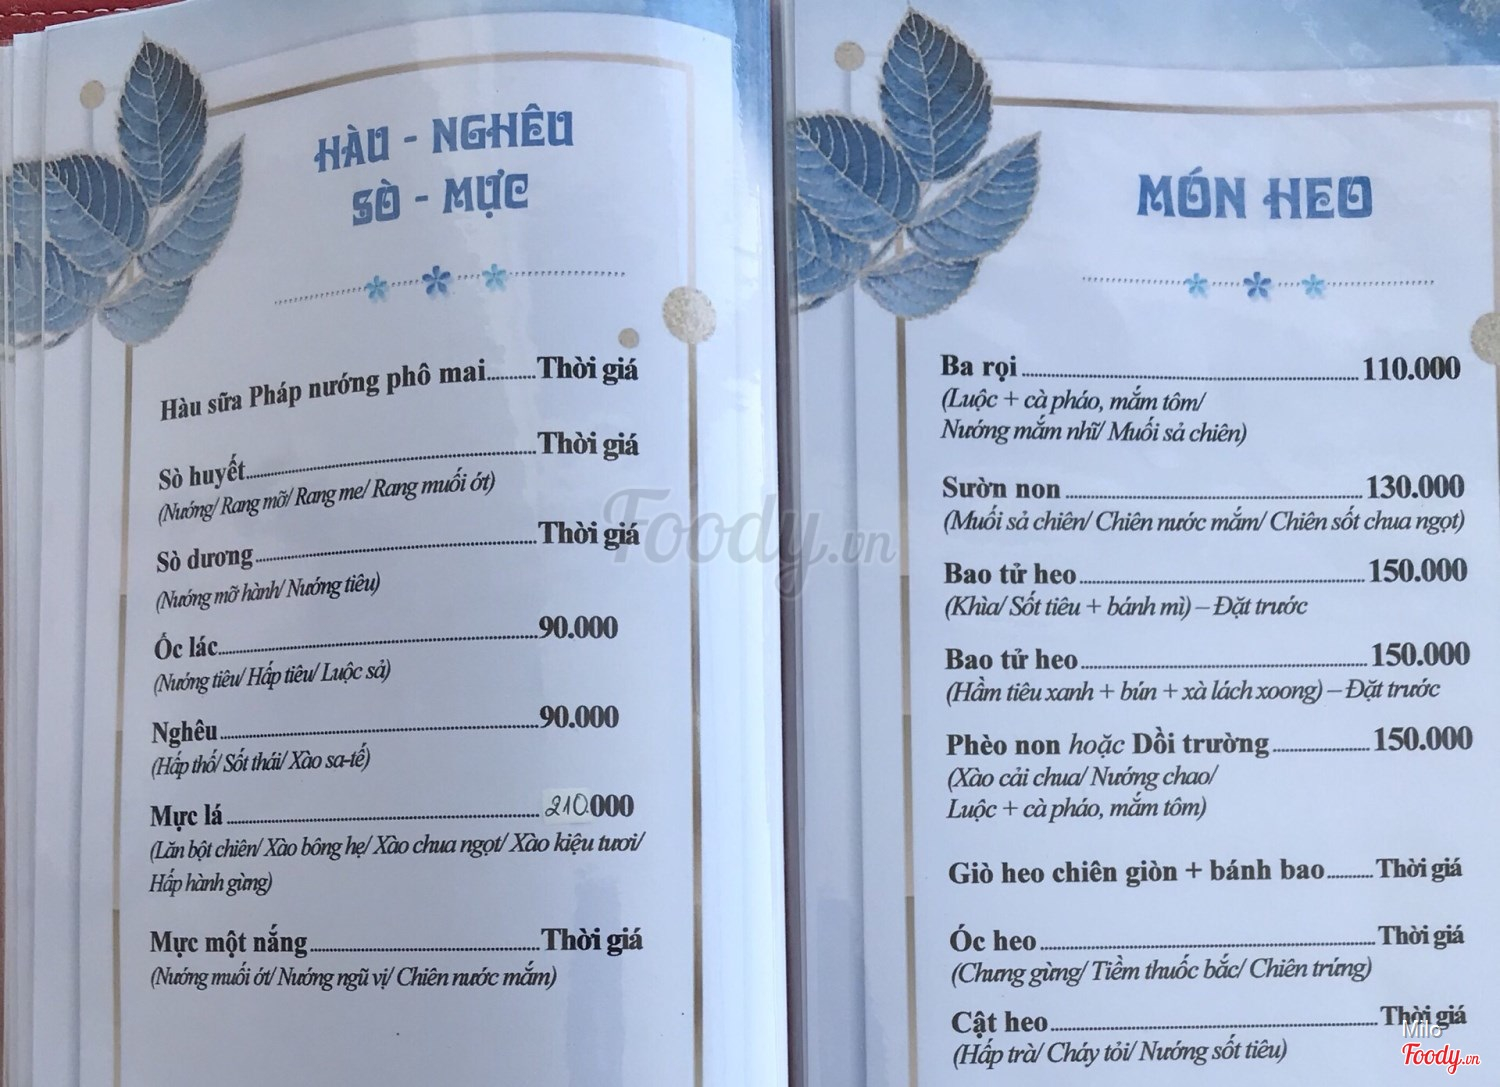 HÀU - NGHÊU
SÒ - MỰC
Hàu sữa Pháp nướng phô mai..........Thời giá
Sò huyết..........Thời giá
(Nướng/ Rang mỡ/ Rang me/ Rang muối ớt)
Sò dương..........Thời giá
(Nướng mỡ hành/ Nướng tiêu)
Ốc lác..........90.000
(Nướng tiêu/ Hấp tiêu/ Luộc sả)
Nghêu..........90.000
(Hấp thố/ Sốt thái/ Xào sa-tế)
Mực lá..........210.000
(Lăn bột chiên/ Xào bông hẹ/ Xào chua ngọt/ Xào kiệu tươi/
Hấp hành gừng)
Mực một nắng..........Thời giá
(Nướng muối ớt/ Nướng ngũ vị/ Chiên nước mắm)
MÓN HEO
Ba rọi..........110.000
(Luộc + cà pháo, mắm tôm/
Nướng mắm nhĩ/ Muối sả chiên)
Sườn non..........130.000
(Muối sả chiên/ Chiên nước mắm/ Chiên sốt chua ngọt)
Bao tử heo..........150.000
(Khìa/ Sốt tiêu + bánh mì) – Đặt trước
Bao tử heo..........150.000
(Hầm tiêu xanh + bún + xà lách xoong) – Đặt trước
Phèo non hoặc Dồi trường..........150.000
(Xào cải chua/ Nướng chao/
Luộc + cà pháo, mắm tôm)
Giò heo chiên giòn + bánh bao..........Thời giá
Óc heo..........Thời giá
(Chưng gừng/ Tiềm thuốc bắc/ Chiên trứng)
Cật heo..........Thời giá
(Hấp trà/ Cháy tỏi/ Nướng sốt tiêu)
Foody.vn
Milo
Foody.vn